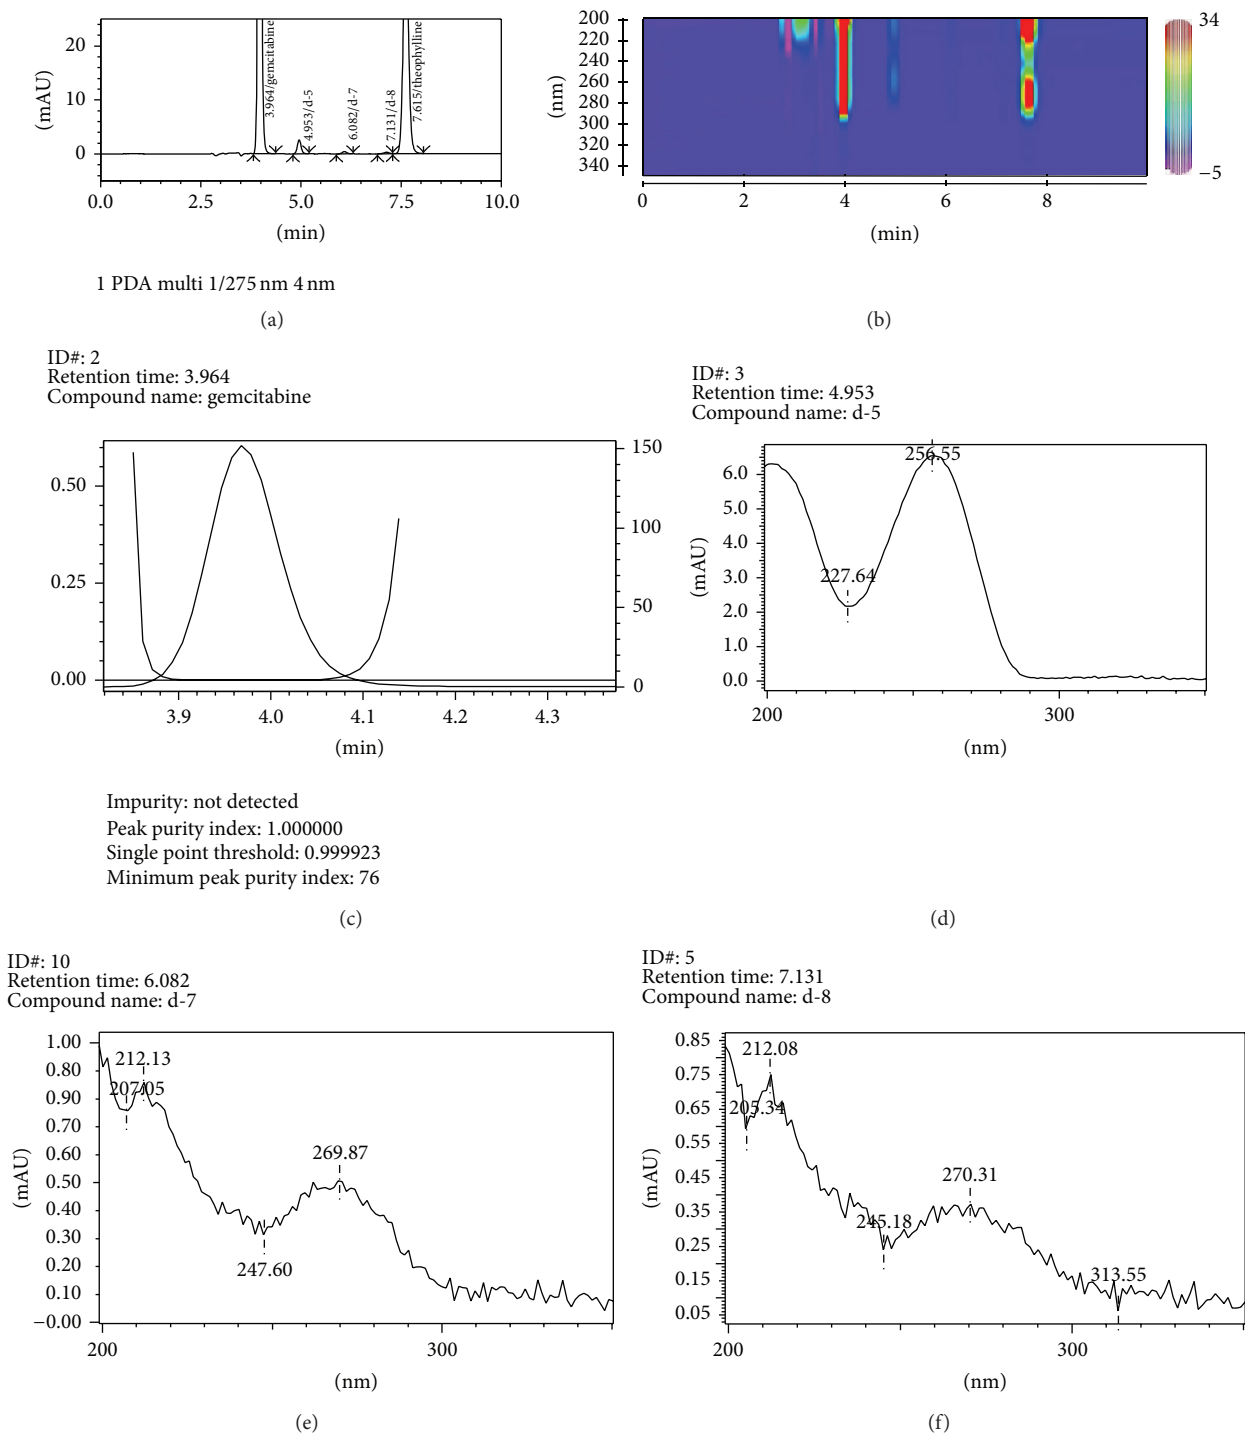 20
10
0
(mAU)
3.964/gemcitabine
4.953/d-5
6.082/d-7
7.131/d-8
7.615/theophylline
0.0 2.5 5.0 7.5 10.0
(min)
1 PDA multi 1/275 nm 4 nm
(a)
200
220
240
260
280
300
320
340
(nm)
0 2 4 6 8
(min)
34
−5
(b)
ID#: 2
Retention time: 3.964
Compound name: gemcitabine
0.50
0.25
0.00
150
100
50
0
3.9 4.0 4.1 4.2 4.3
(min)
Impurity: not detected
Peak purity index: 1.000000
Single point threshold: 0.999923
Minimum peak purity index: 76
(c)
ID#: 3
Retention time: 4.953
Compound name: d-5
6.0
5.0
4.0
3.0
2.0
1.0
0.0
(mAU)
256.55
227.64
200 300
(nm)
(d)
ID#: 10
Retention time: 6.082
Compound name: d-7
1.00
0.80
0.90
0.70
0.60
0.50
0.40
0.30
0.20
0.10
−0.00
(mAU)
212.13
207.05
269.87
247.60
200 300
(nm)
(e)
ID#: 5
Retention time: 7.131
Compound name: d-8
0.85
0.75
0.65
0.55
0.45
0.35
0.25
0.15
0.05
(mAU)
212.08
205.34
270.31
245.18
313.55
200 300
(nm)
(f)